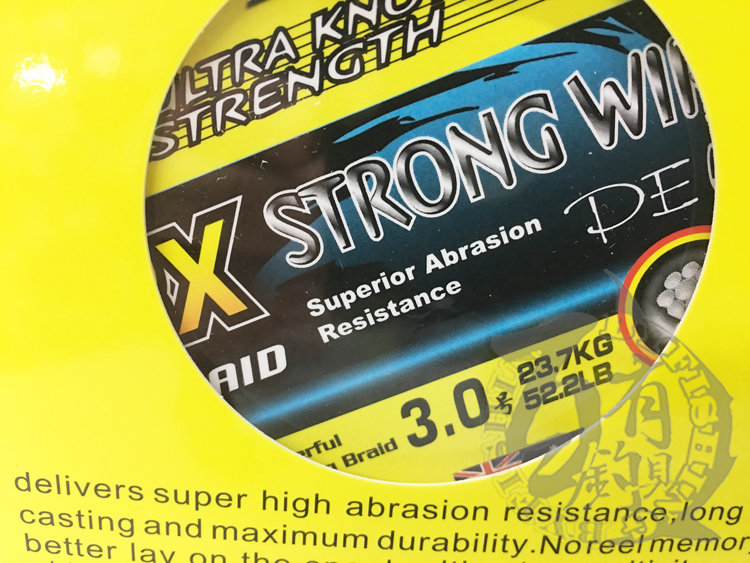 ULTRA KNO
STRENGTH
X STRONG WI
PE
Superior Abrasion
Resistance
AID
3.0号 23.7KG
52.2LB
Braid
delivers super high abrasion resistance,long
casting and maximum durability.No reel memory
better lay on the